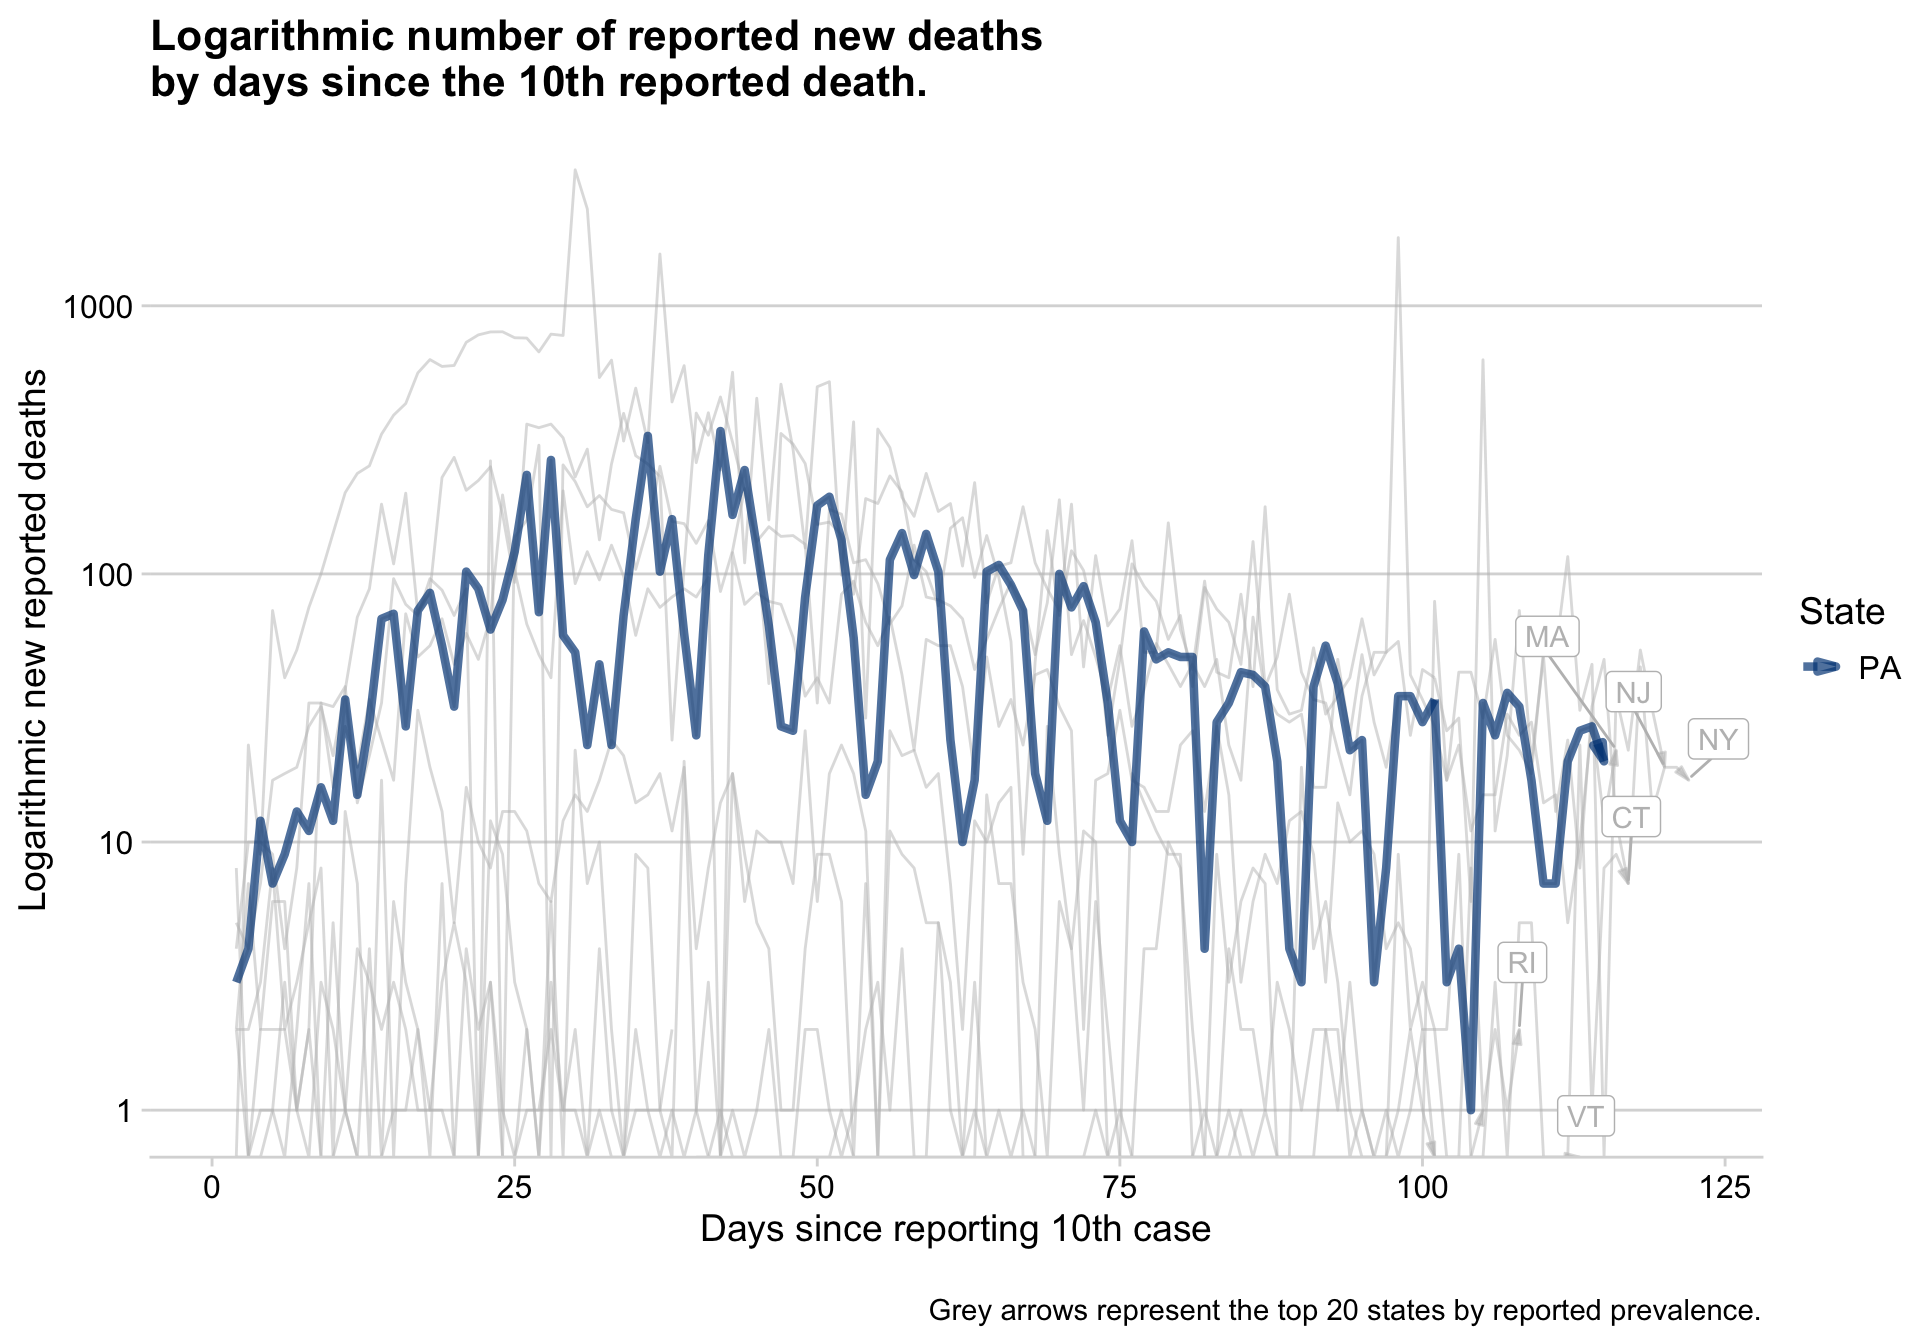 Logarithmic number of reported new deaths
by days since the 10th reported death.
Logarithmic new reported deaths
1000
100
10
1
MA
NJ
NY
CT
RI
VT
State
PA
0 25 50 75 100 125
Days since reporting 10th case
Grey arrows represent the top 20 states by reported prevalence.